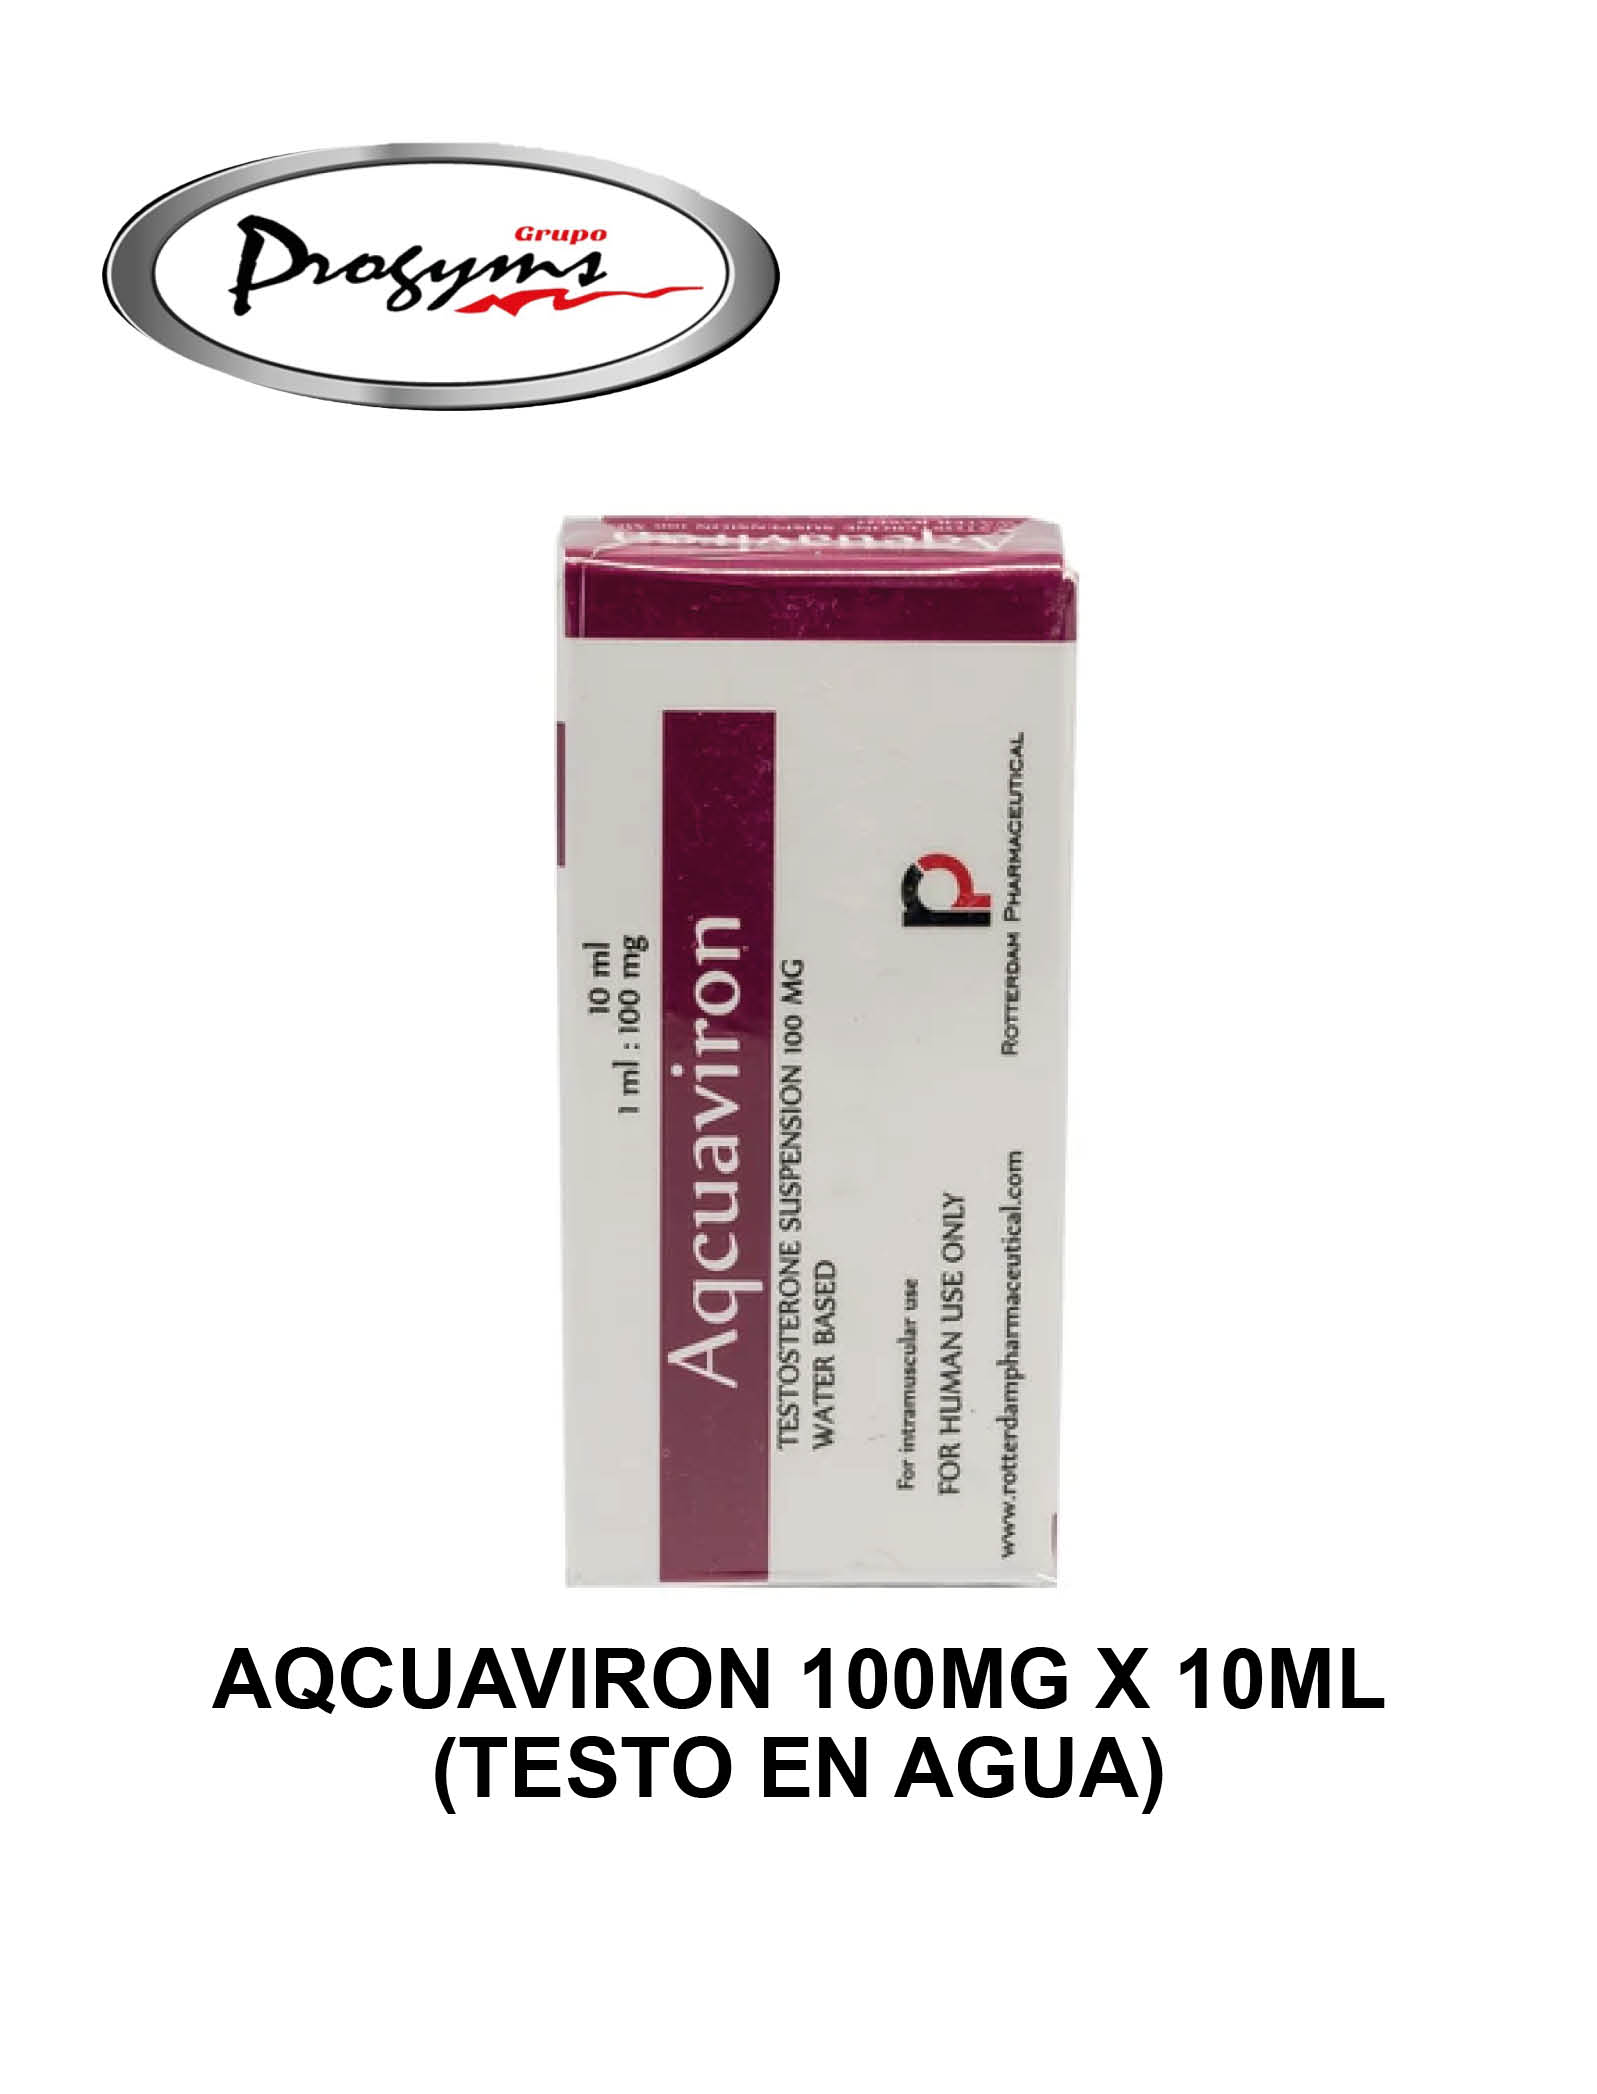 Grupo
Progyms
Aqcuaviron
10 ml
1 ml : 100 mg
Aqcuaviron
TESTOSTERONE SUSPENSION 100 MG
WATER BASED
For intramuscular use
FOR HUMAN USE ONLY
www.rotterdampharmaceutical.com
ROTTERDAM PHARMACEUTICAL
AQCUAVIRON 100MG X 10ML
(TESTO EN AGUA)